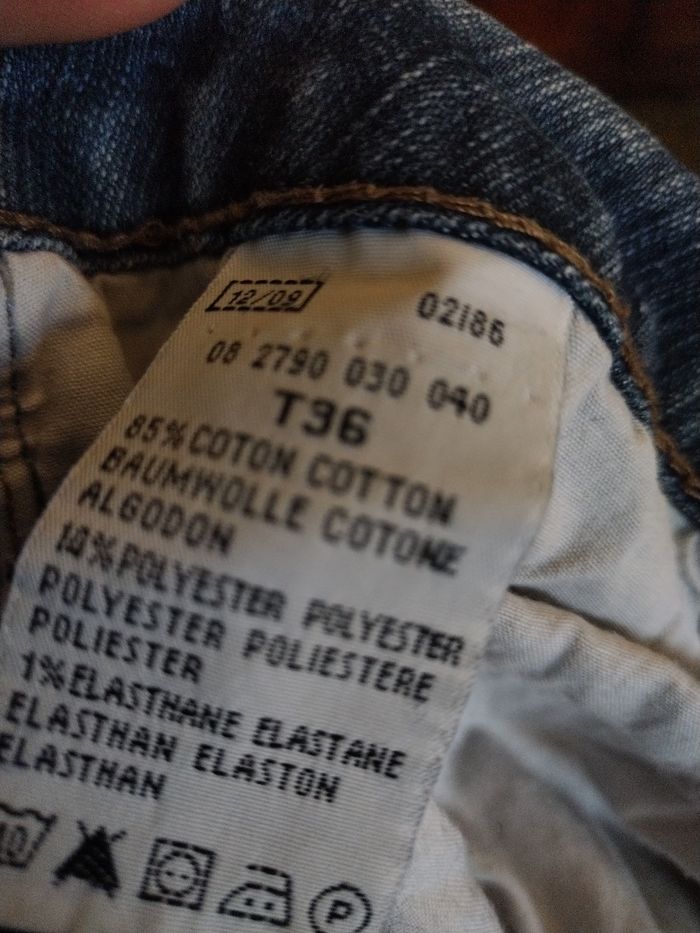 12/09
02186
08 2790 030 040
T36
85% COTON COTTON
BAUMWOLLE COTONE
ALGODON
14% POLYESTER POLYESTER
POLYESTER POLIESTERE
POLIESTER
1% ELASTHANE ELASTANE
ELASTHAN ELASTON
ELASTHAN
P